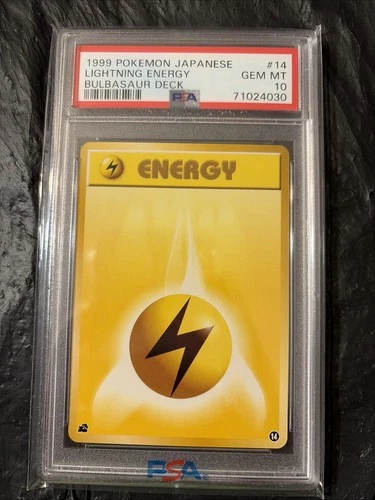 1999 POKEMON JAPANESE #14
LIGHTNING ENERGY GEM MT
BULBASAUR DECK 10
PSA 71024030
ENERGY
14
PSA